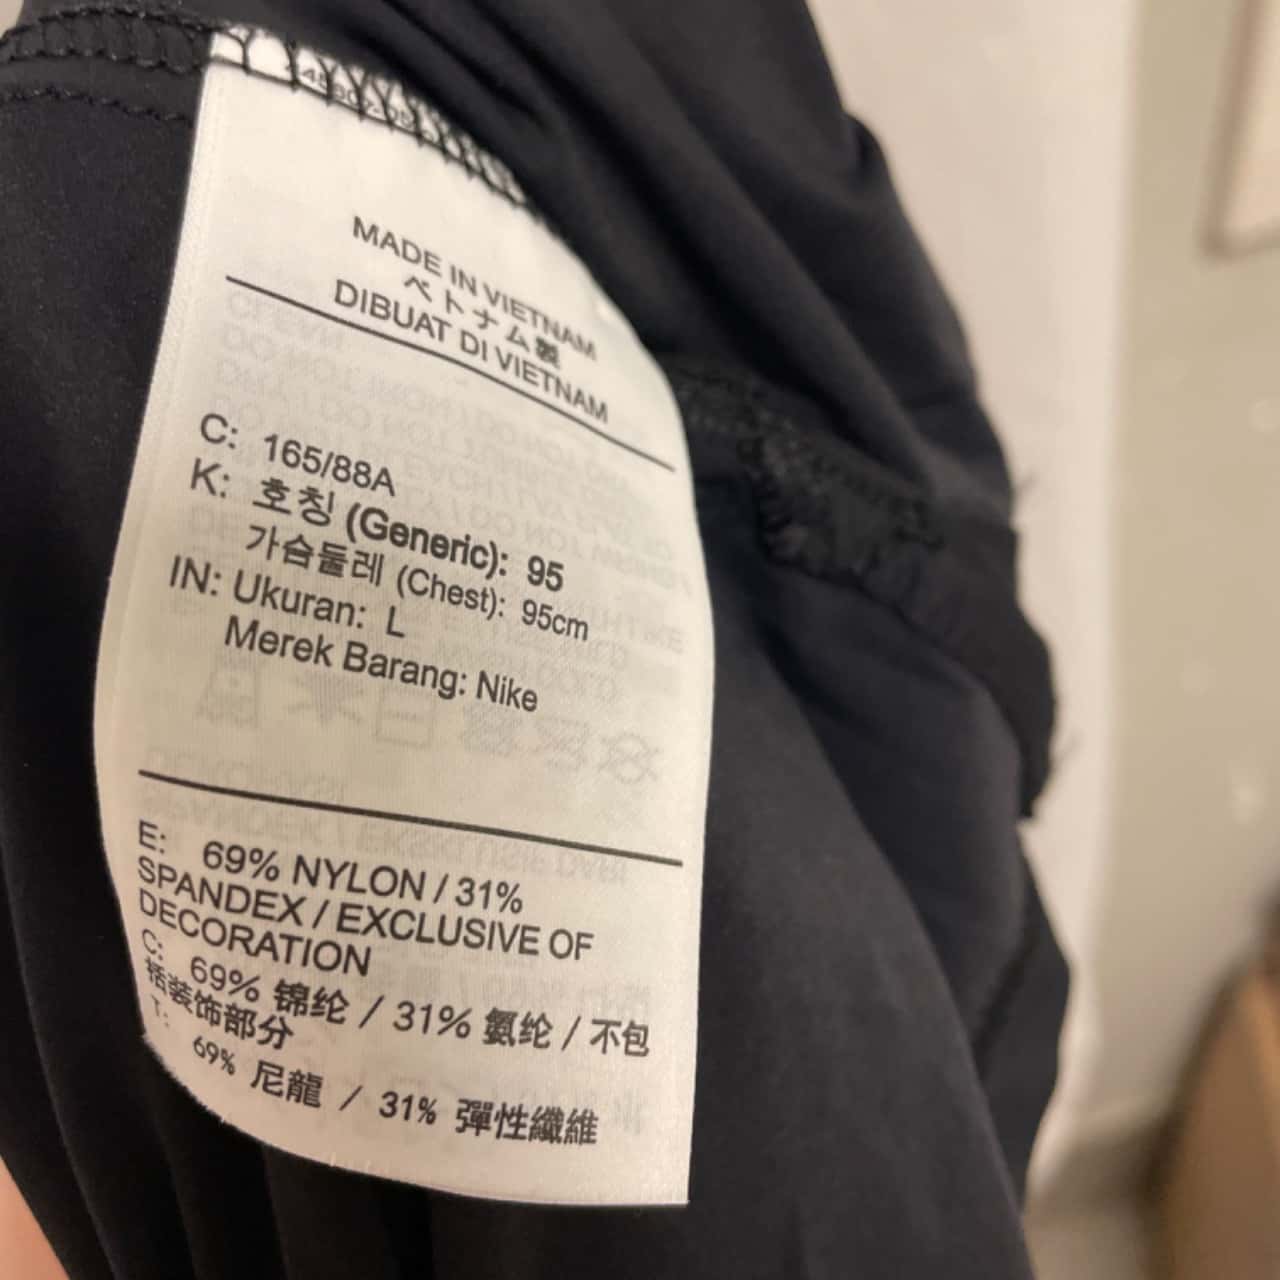 MADE IN VIETNAM
ベトナム製
DIBUAT DI VIETNAM
C: 165/88A
K: 호칭 (Generic): 95
가슴둘레 (Chest): 95cm
IN: Ukuran: L
Merek Barang: Nike
E: 69% NYLON / 31%
SPANDEX / EXCLUSIVE OF
DECORATION
C: 69% 锦纶 / 31% 氨纶 / 不包
括装饰部分
T: 69% 尼龍 / 31% 彈性纖維